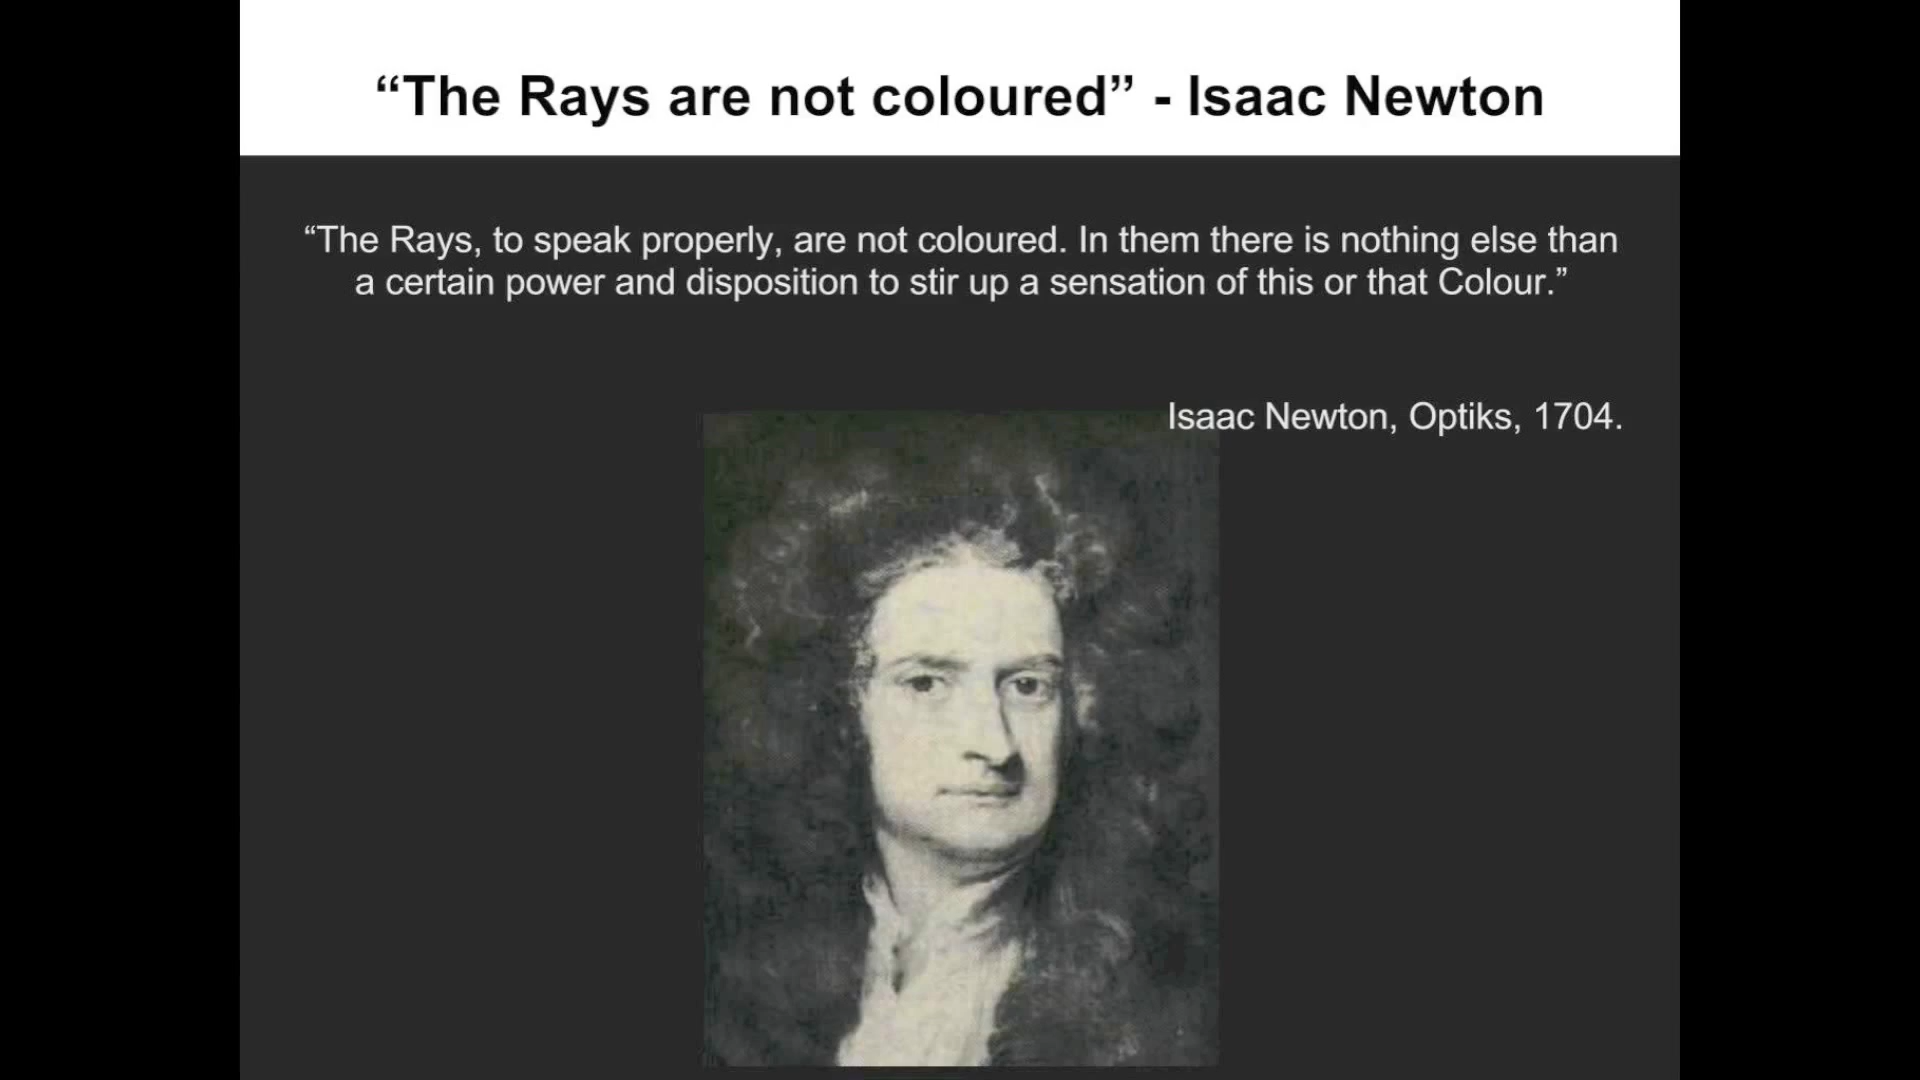 “The Rays are not coloured” - Isaac Newton
“The Rays, to speak properly, are not coloured. In them there is nothing else than
a certain power and disposition to stir up a sensation of this or that Colour.”
Isaac Newton, Optiks, 1704.